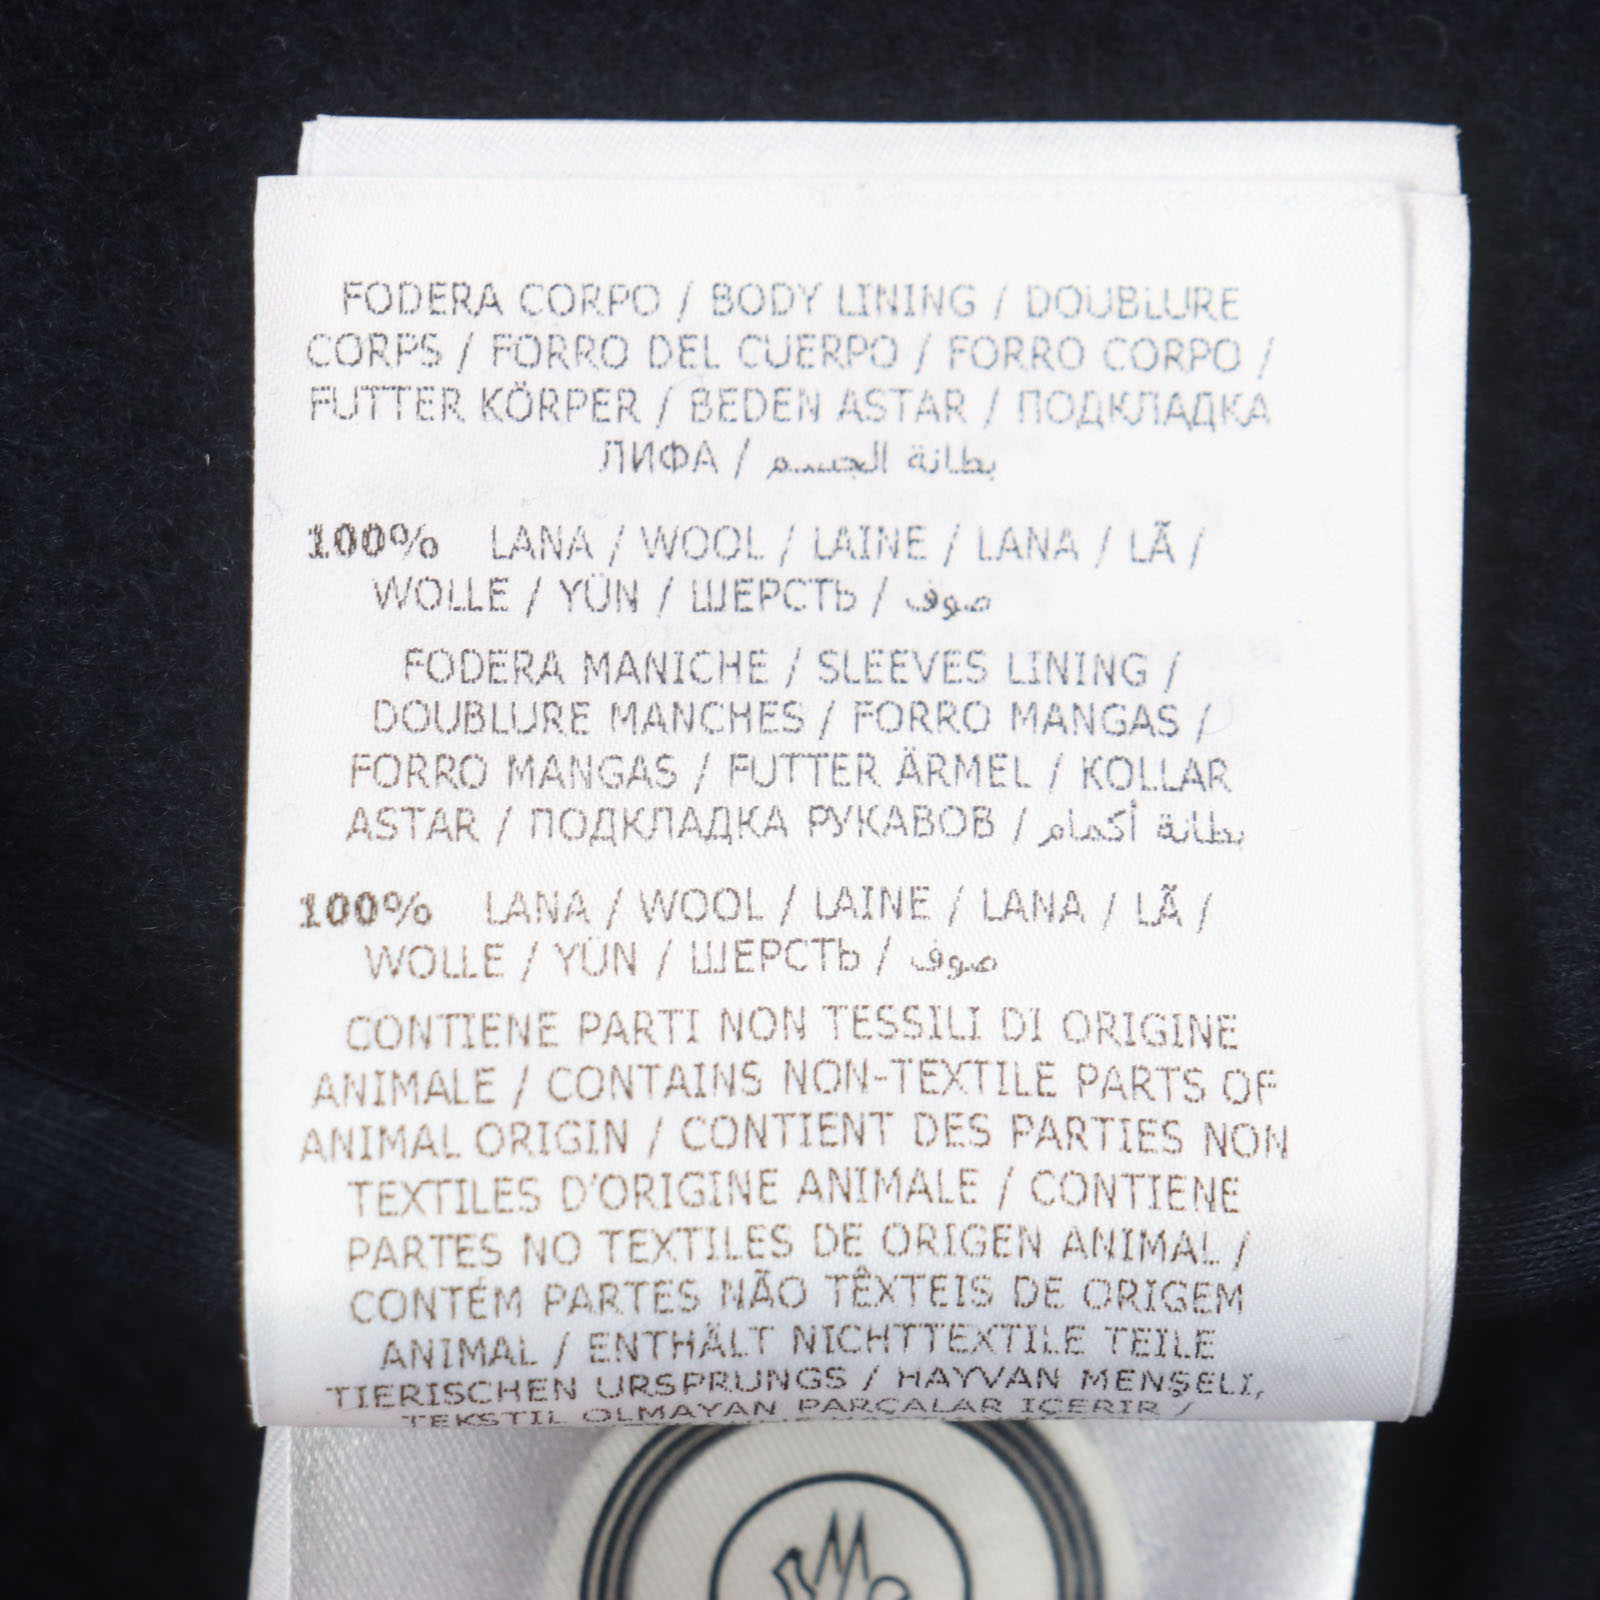 FODERA CORPO / BODY LINING / DOUBLURE
CORPS / FORRO DEL CUERPO / FORRO CORPO /
FUTTER KÖRPER / BEDEN ASTAR / ПОДКЛАДКА
ЛИФА / بطانة الجسم
100% LANA / WOOL / LAINE / LANA / LÃ /
WOLLE / YÜN / ШЕРСТЬ / صوف
FODERA MANICHE / SLEEVES LINING /
DOUBLURE MANCHES / FORRO MANGAS /
FORRO MANGAS / FUTTER ÄRMEL / KOLLAR
ASTAR / ПОДКЛАДКА РУКАВОВ / بطانة أكمام
100% LANA / WOOL / LAINE / LANA / LÃ /
WOLLE / YÜN / ШЕРСТЬ / صوف
CONTIENE PARTI NON TESSILI DI ORIGINE
ANIMALE / CONTAINS NON-TEXTILE PARTS OF
ANIMAL ORIGIN / CONTIENT DES PARTIES NON
TEXTILES D'ORIGINE ANIMALE / CONTIENE
PARTES NO TEXTILES DE ORIGEN ANIMAL /
CONTÉM PARTES NÃO TÊXTEIS DE ORIGEM
ANIMAL / ENTHÄLT NICHTTEXTILE TEILE
TIERISCHEN URSPRUNGS / HAYVAN MENŞELI,
TEKSTIL OLMAYAN PARÇALAR IÇERIR /